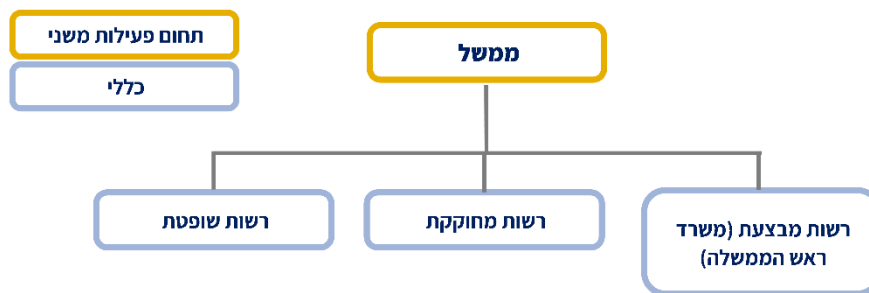 תחום פעילות משני
כללי
ממשל
רשות מבצעת (משרד
ראש הממשלה)
רשות מחוקקת
רשות שופטת